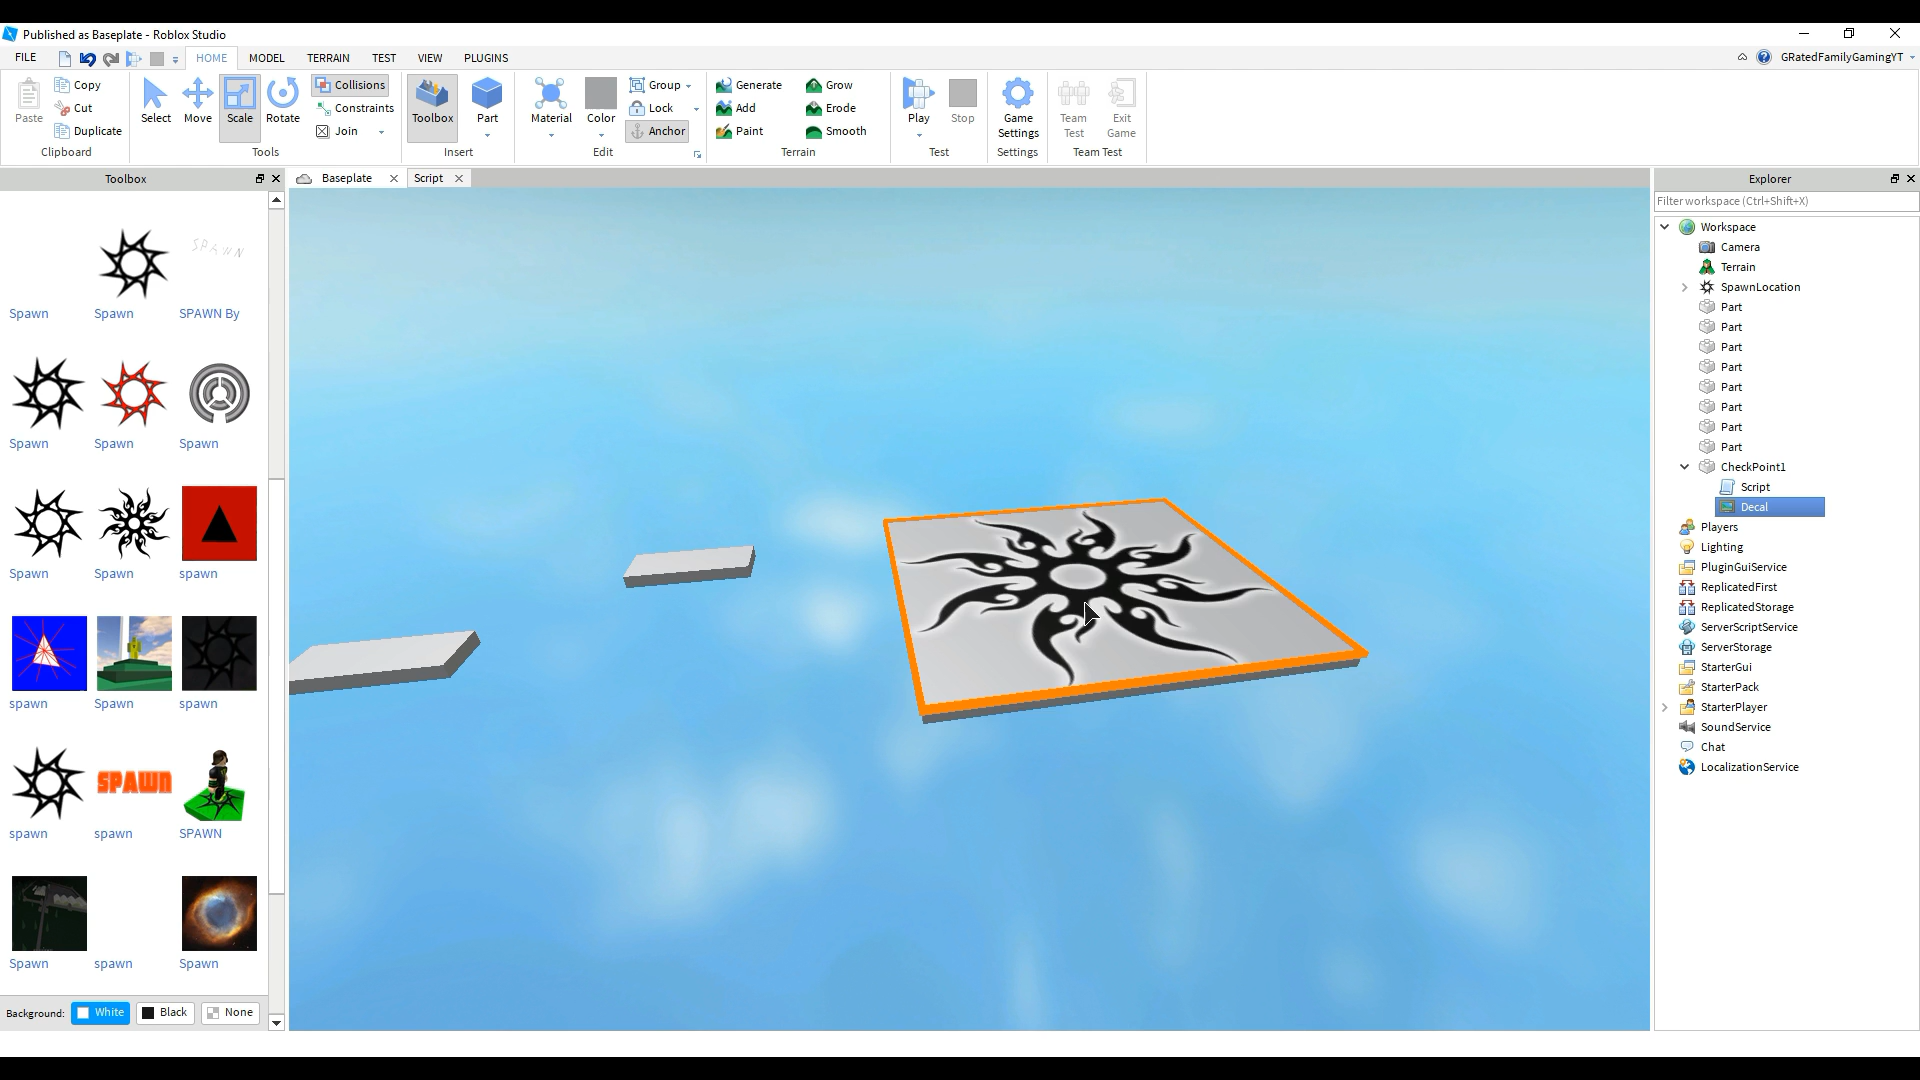 Published as Baseplate - Roblox Studio
FILE HOME MODEL TERRAIN TEST VIEW PLUGINS GRatedFamilyGamingYT
Paste
Copy
Cut
Duplicate
Clipboard
Select Move Scale Rotate
Collisions
Constraints
Join
Tools
Toolbox Part
Insert
Material Color
Group
Lock
Anchor
Edit
Generate Grow
Add Erode
Paint Smooth
Terrain
Play Stop
Test
Game
Settings
Settings
Team
Test
Exit
Game
Team Test
Toolbox
Baseplate
Script
SPAWN
Spawn Spawn SPAWN By
Spawn Spawn Spawn
Spawn Spawn spawn
spawn Spawn spawn
SPAWN
spawn spawn SPAWN
Spawn spawn Spawn
Background: White Black None
Explorer
Filter workspace (Ctrl+Shift+X)
Workspace
Camera
Terrain
SpawnLocation
Part
Part
Part
Part
Part
Part
Part
Part
CheckPoint1
Script
Decal
Players
Lighting
PluginGuiService
ReplicatedFirst
ReplicatedStorage
ServerScriptService
ServerStorage
StarterGui
StarterPack
StarterPlayer
SoundService
Chat
LocalizationService